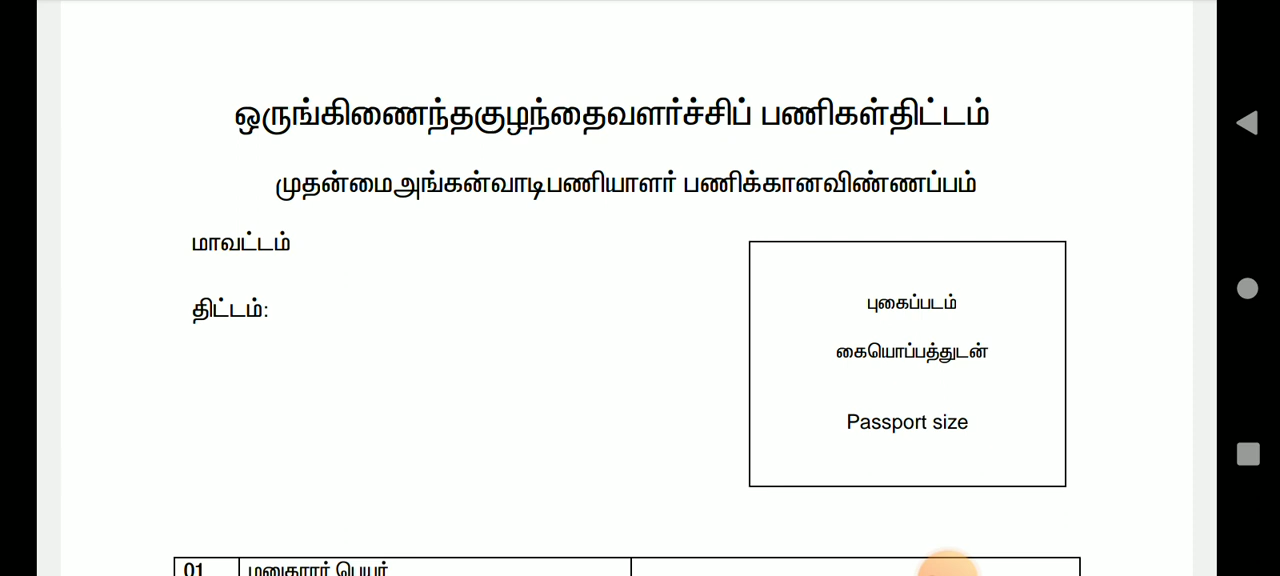 ஒருங்கிணைந்தகுழந்தைவளர்ச்சிப் பணிகள்திட்டம்
முதன்மைஅங்கன்வாடிபணியாளர் பணிக்கானவிண்ணப்பம்
மாவட்டம்
திட்டம்:
புகைப்படம்
கையொப்பத்துடன்
Passport size
01 மனுதாரர் பெயர்